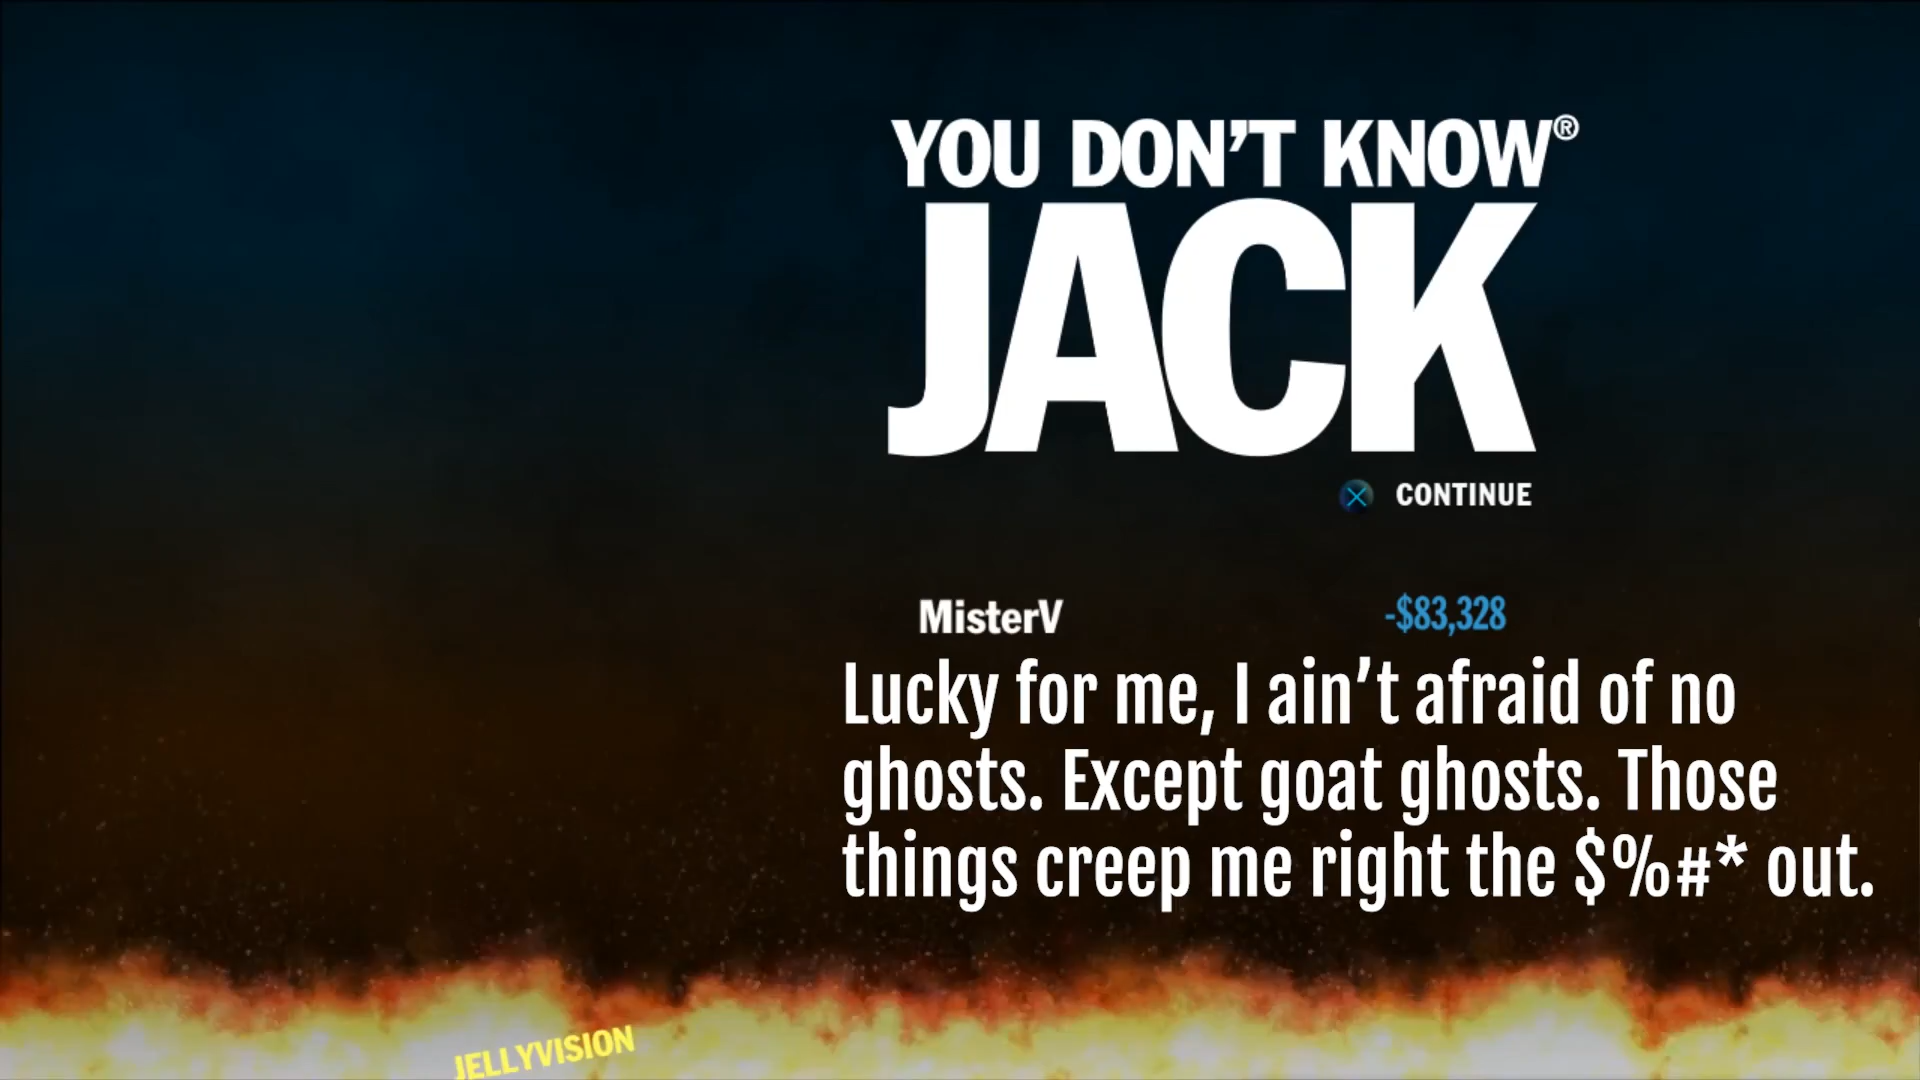 YOU DON'T KNOW®
JACK
CONTINUE
MisterV -$83,328
Lucky for me, I ain't afraid of no
ghosts. Except goat ghosts. Those
things creep me right the $%#* out.
JELLYVISION